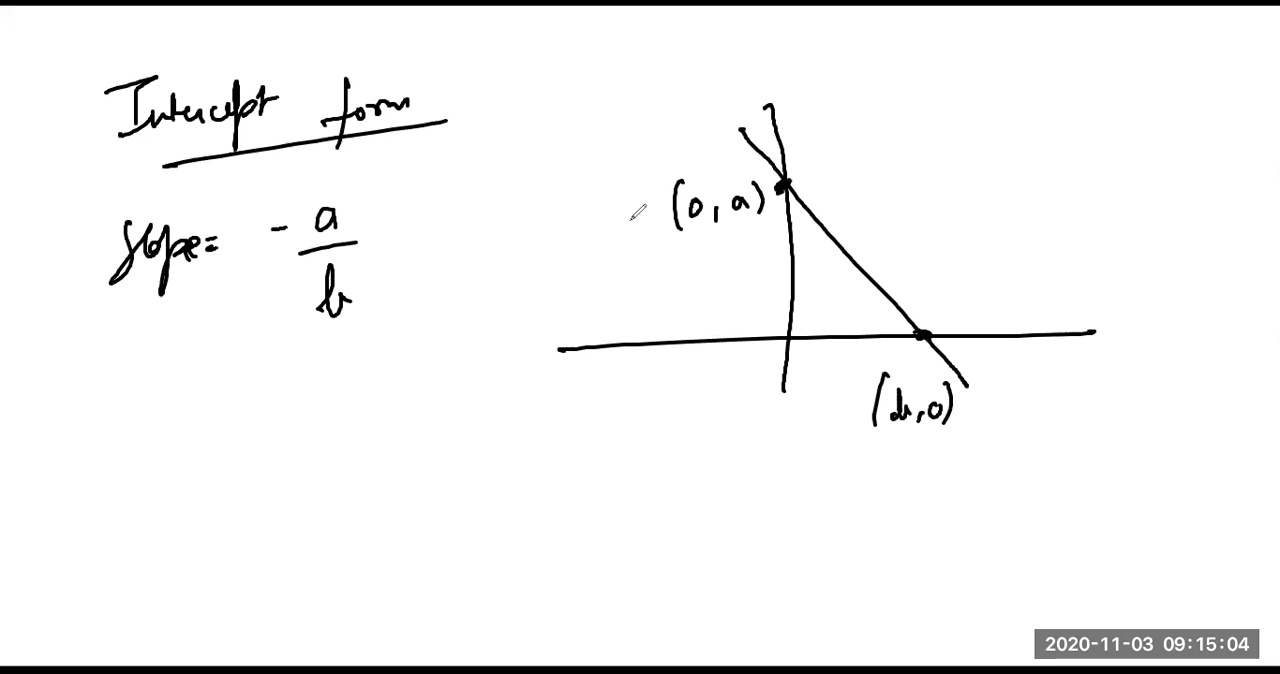 Intercept form
slope = - a/b
(0, a)
(b, 0)
2020-11-03 09:15:04